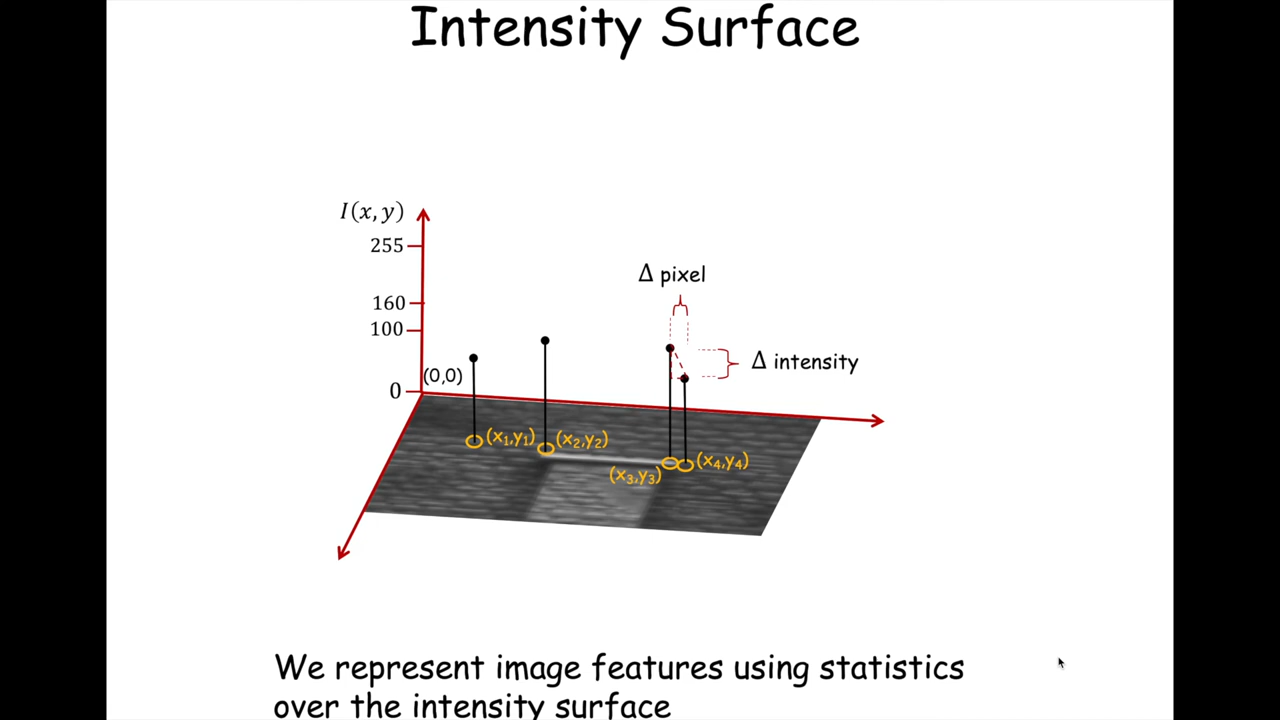 Intensity Surface
I(x, y)
255
160
100
0
(0,0)
Δ pixel
Δ intensity
(x₁,y₁)
(x₂,y₂)
(x₃,y₃)
(x₄,y₄)
We represent image features using statistics
over the intensity surface